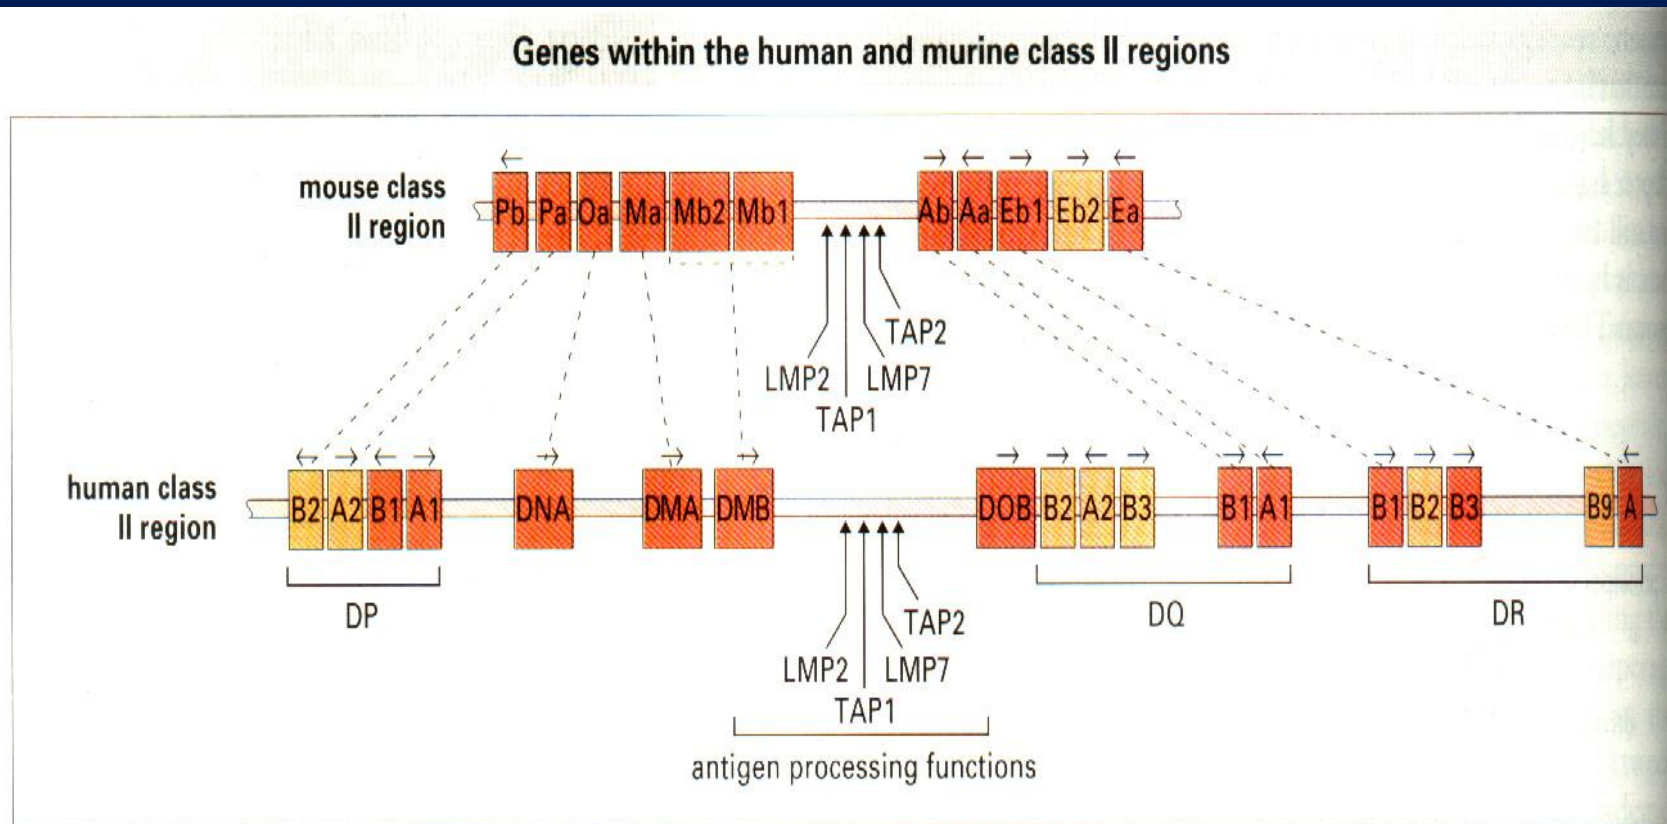 Genes within the human and murine class II regions
mouse class
II region
Pb Pa Oa Ma Mb2 Mb1 Ab Aa Eb1 Eb2 Ea
TAP2
LMP2 LMP7
TAP1
human class
II region
B2 A2 B1 A1 DNA DMA DMB DOB B2 A2 B3 B1 A1 B1 B2 B3 B9 A
DP DQ DR
TAP2
LMP2 LMP7
TAP1
antigen processing functions